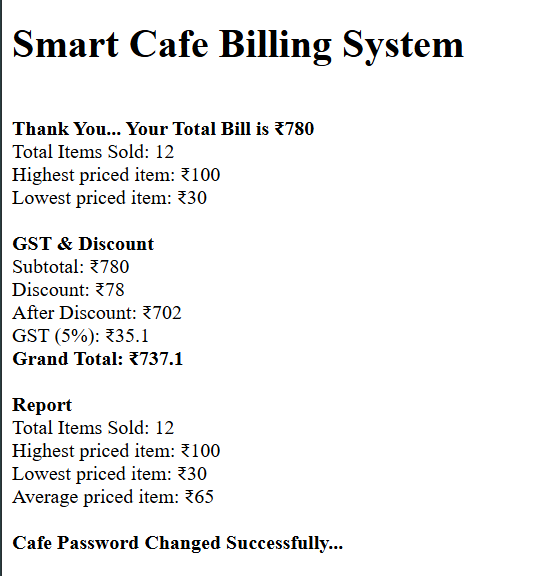 Smart Cafe Billing System
Thank You... Your Total Bill is ₹780
Total Items Sold: 12
Highest priced item: ₹100
Lowest priced item: ₹30
GST & Discount
Subtotal: ₹780
Discount: ₹78
After Discount: ₹702
GST (5%): ₹35.1
Grand Total: ₹737.1
Report
Total Items Sold: 12
Highest priced item: ₹100
Lowest priced item: ₹30
Average priced item: ₹65
Cafe Password Changed Successfully...